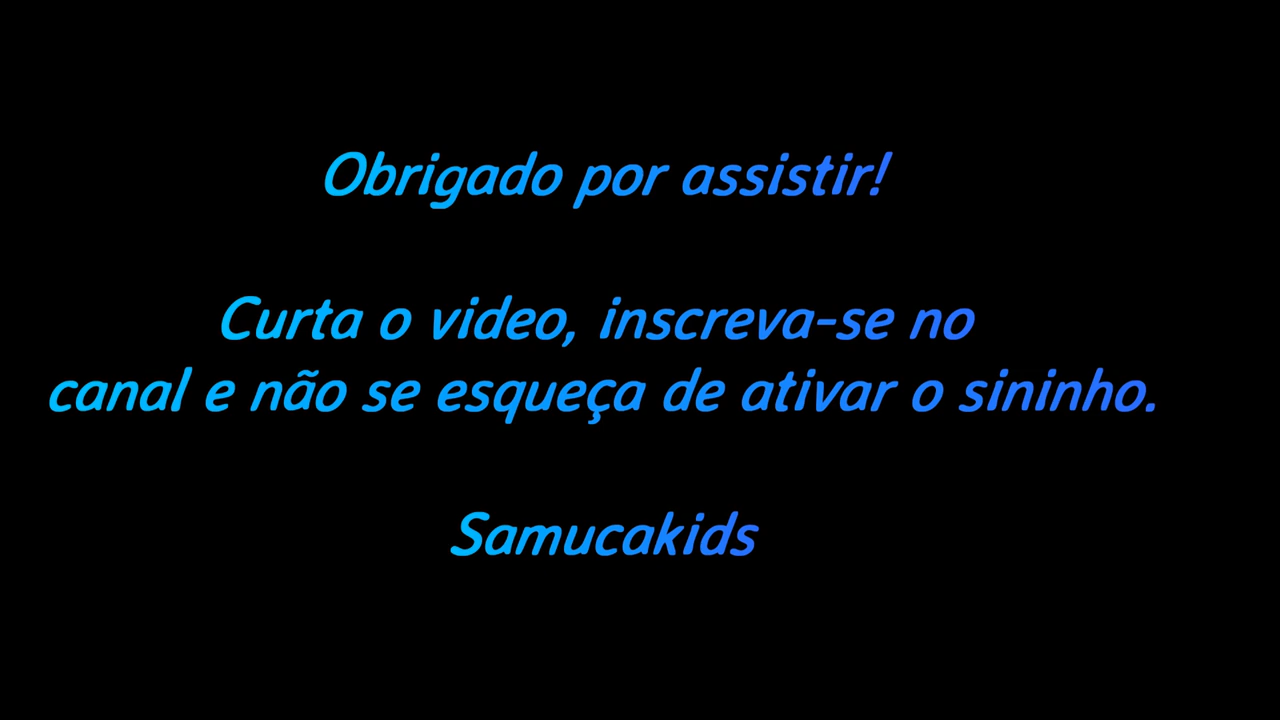 Obrigado por assistir!
Curta o video, inscreva-se no
canal e não se esqueça de ativar o sininho.
Samucakids